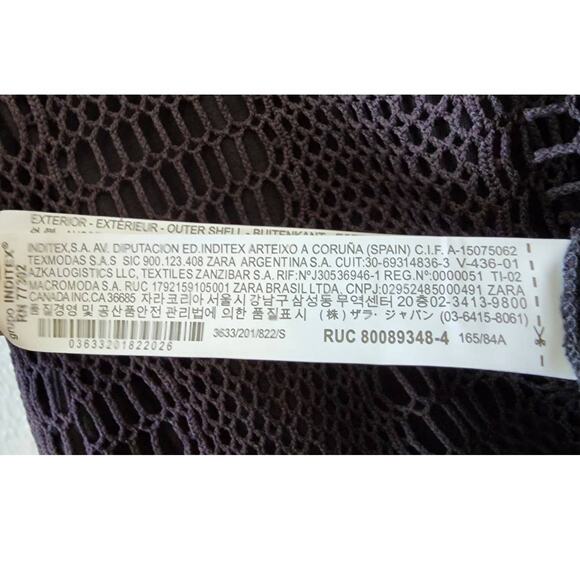 EXTERIOR - EXTÉRIEUR - OUTER SHELL - BUITENKANT -
INDITEX,S.A. AV. DIPUTACION ED.INDITEX ARTEIXO A CORUÑA (SPAIN) C.I.F. A-15075062
TEXMODAS S.A.S SIC 900.123.408 ZARA ARGENTINA S.A. CUIT:30-69314836-3 V-436-01
AZKALOGISTICS LLC, TEXTILES ZANZIBAR S.A. RIF:NºJ30536946-1 REG.Nº:0000051 TI-02
MACROMODA S.A. RUC 1792159105001 ZARA BRASIL LTDA. CNPJ:02952485000491 ZARA
CANADA INC.CA 36685 자라코리아 서울시 강남구 삼성동 무역센터 20층 02-3413-9800
품질경영 및 공산품안전 관리법에 의한 품질표시 (株) ザラ・ジャパン (03-6415-8061)
3633/201/822/S RUC 80089348-4 165/84A
03633201822026
grupo INDITEX®
RN 77302